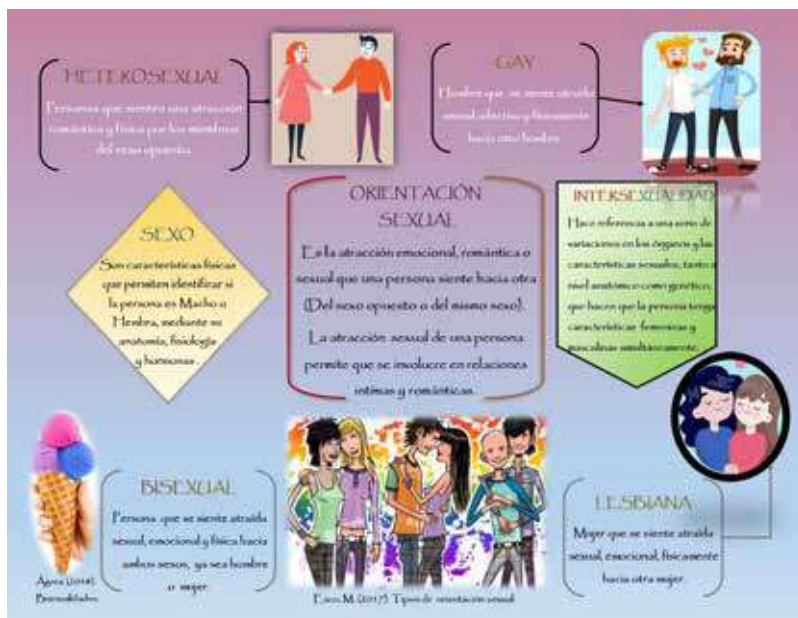 HETEROSEXUAL
Personas que sienten una atracción
romántica y física por los miembros
del sexo opuesto.
GAY
Hombre que se siente atraído
sexual, afectiva y físicamente
hacia otro hombre.
SEXO
Son características físicas
que permiten identificar si
la persona es Macho o
Hembra, mediante su
anatomía, fisiología
y hormonas.
ORIENTACIÓN
SEXUAL
Es la atracción emocional, romántica o
sexual que una persona siente hacia otra
(Del sexo opuesto o del mismo sexo).
La atracción sexual de una persona
permite que se involucre en relaciones
intimas y románticas.
INTERSEXUALIDAD
Hace referencia a una serie de
variaciones en los órganos y las
características sexuales, tanto a
nivel anatómico como genético,
que hacen que la persona tenga
características femeninas y
masculinas simultáneamente.
BISEXUAL
Persona que se siente atraída
sexual, emocional y física hacia
ambos sexos, ya sea hombre
o mujer.
LESBIANA
Mujer que se siente atraída
sexual, emocional, físicamente
hacia otra mujer.
(2018).
M. (2017). Tipos de orientación sexual